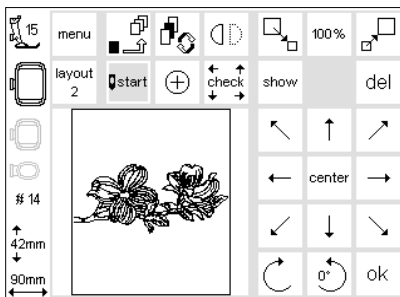 15 menu 100%
layout
2
start check show del
center
# 14
42mm
90mm 0° ok